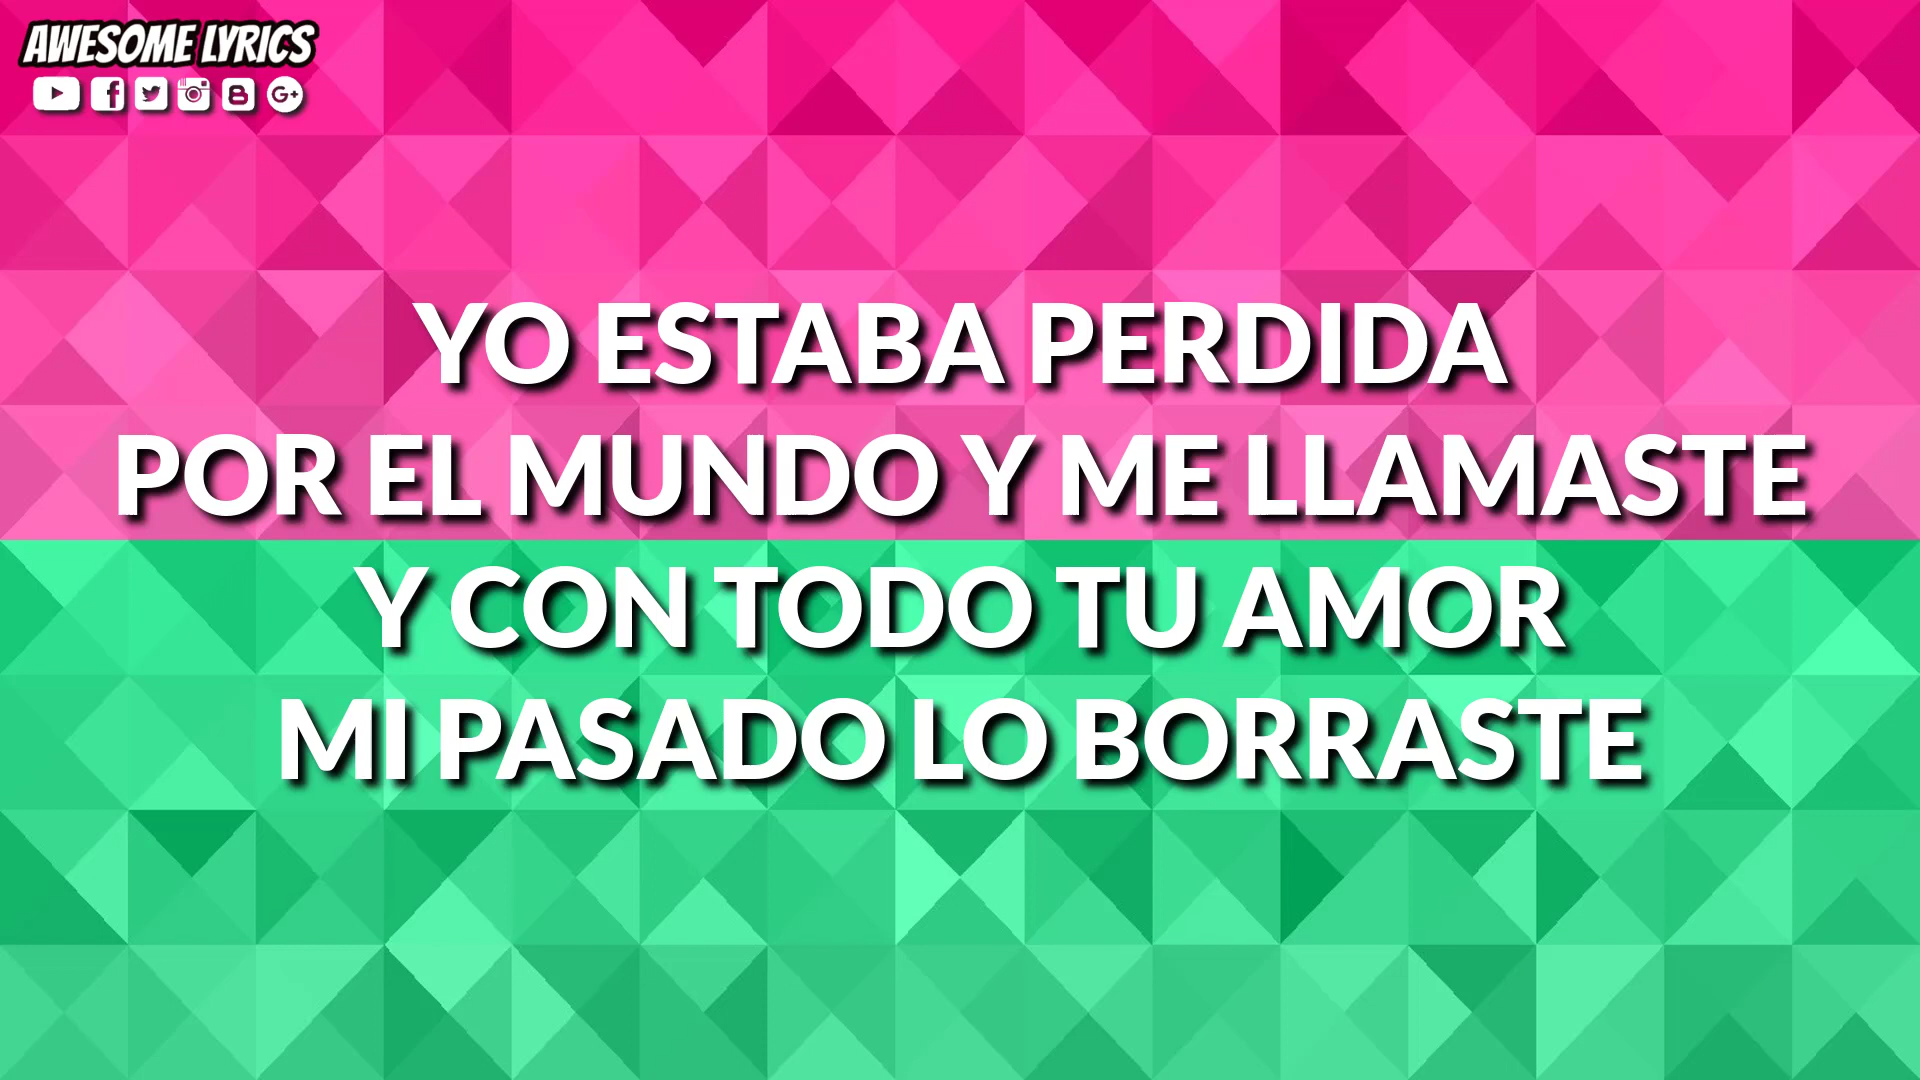 AWESOME LYRICS
YO ESTABA PERDIDA
POR EL MUNDO Y ME LLAMASTE
Y CON TODO TU AMOR
MI PASADO LO BORRASTE